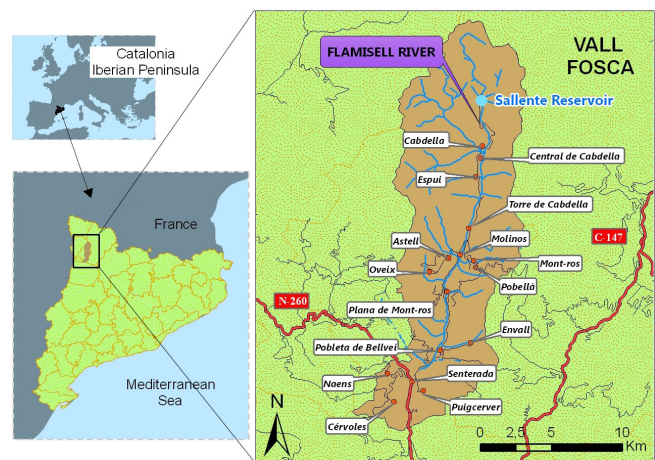 Catalonia
Iberian Peninsula
France
Mediterranean
Sea
FLAMISELL RIVER
VALL
FOSCA
Sallente Reservoir
Cabdella
Central de Cabdella
Espui
Torre de Cabdella
Astell
Molinos
Oveix
Mont-ros
Pobellà
C-147
N-260
Plana de Mont-ros
Envall
Pobleta de Bellvei
Senterada
Naens
Puigcerver
Cérvoles
N
0 2,5 5 10
Km